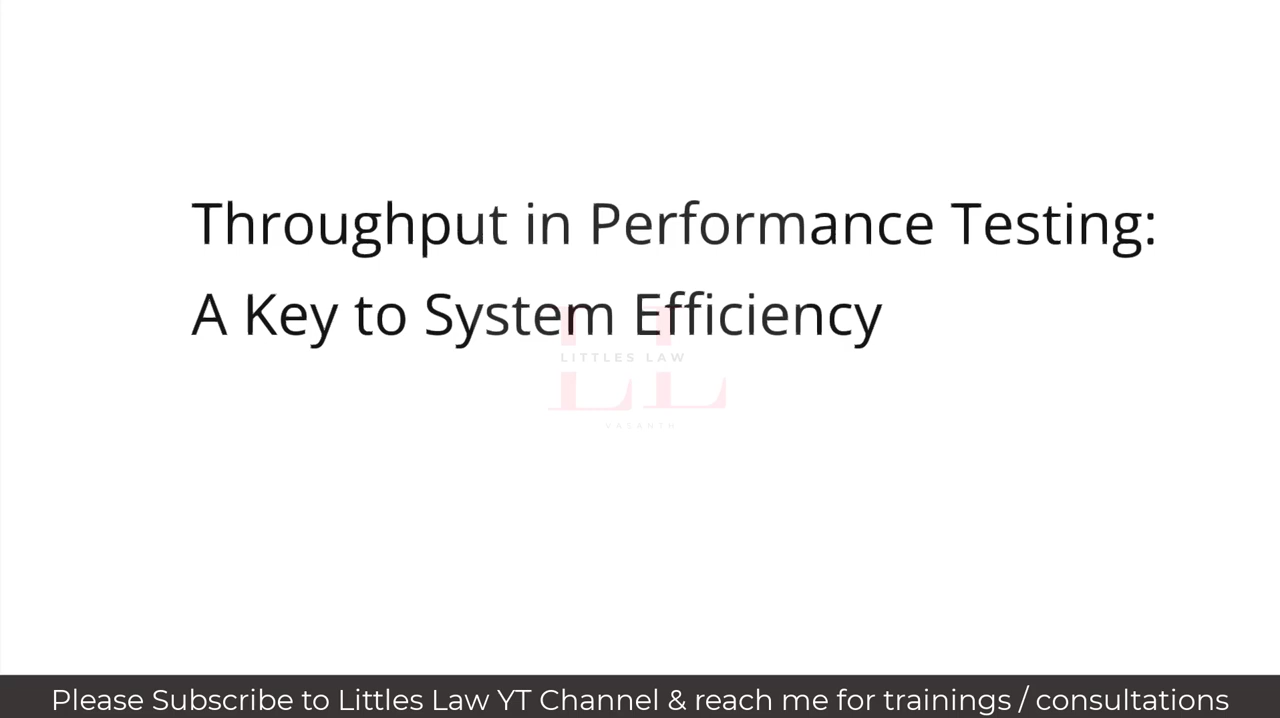 Throughput in Performance Testing:
A Key to System Efficiency
LL
LITTLES LAW
VASANTH
Please Subscribe to Littles Law YT Channel & reach me for trainings / consultations